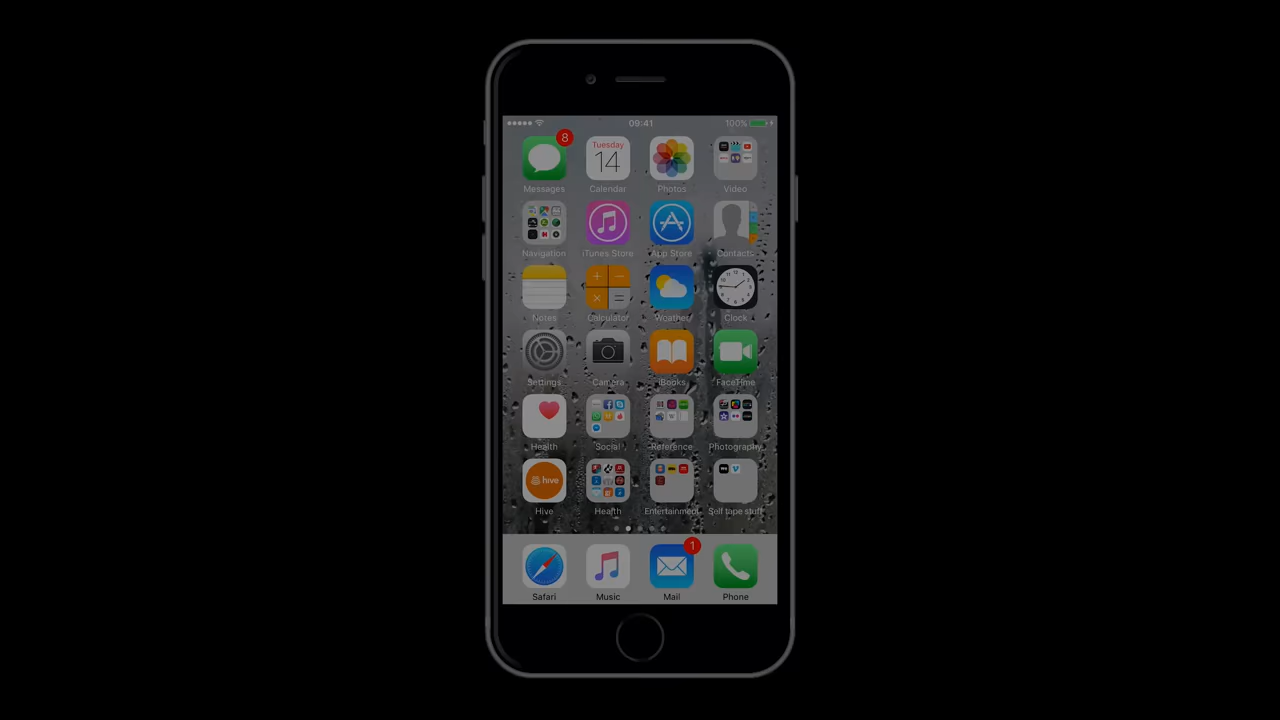 09:41 100%
8
Tuesday
14
Messages Calendar Photos Video
Navigation iTunes Store App Store Contacts
Notes Calculator Weather Clock
Settings Camera iBooks FaceTime
Health Social Reference Photography
hive
Hive Health Entertainment Self tape stuff
1
Safari Music Mail Phone